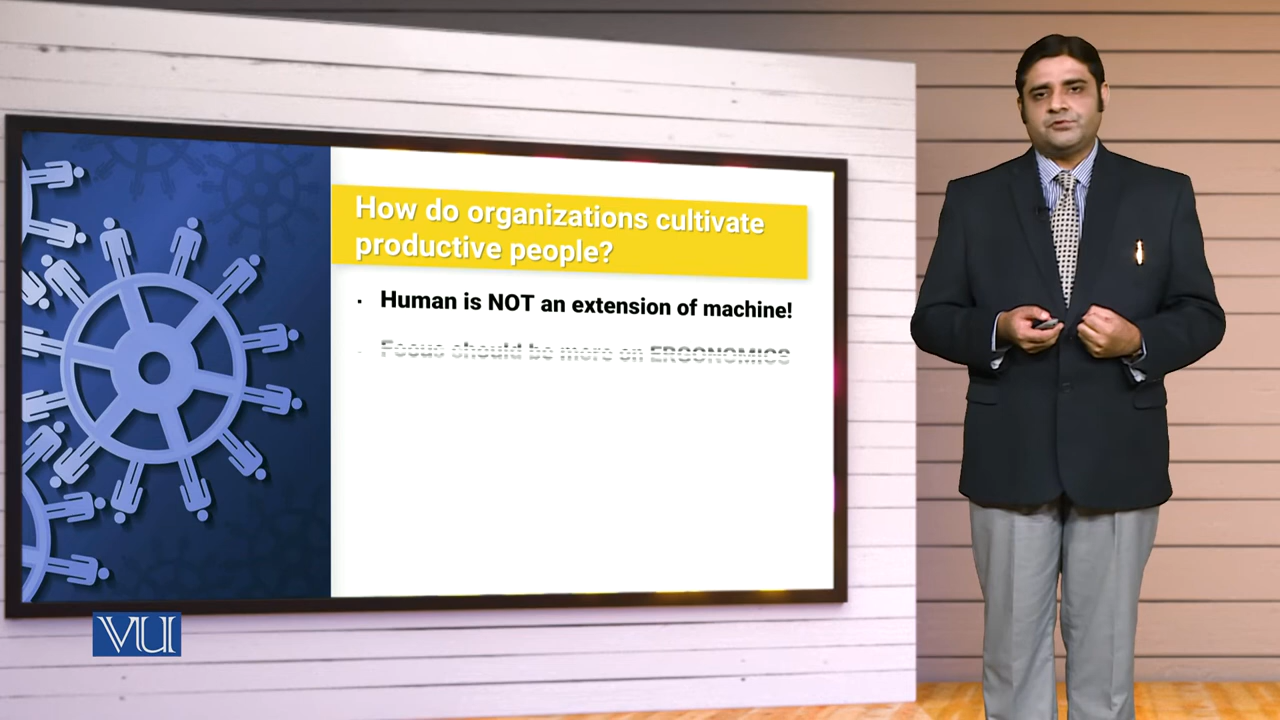 How do organizations cultivate
productive people?
· Human is NOT an extension of machine!
· Focus should be more on ERGONOMICS
VU